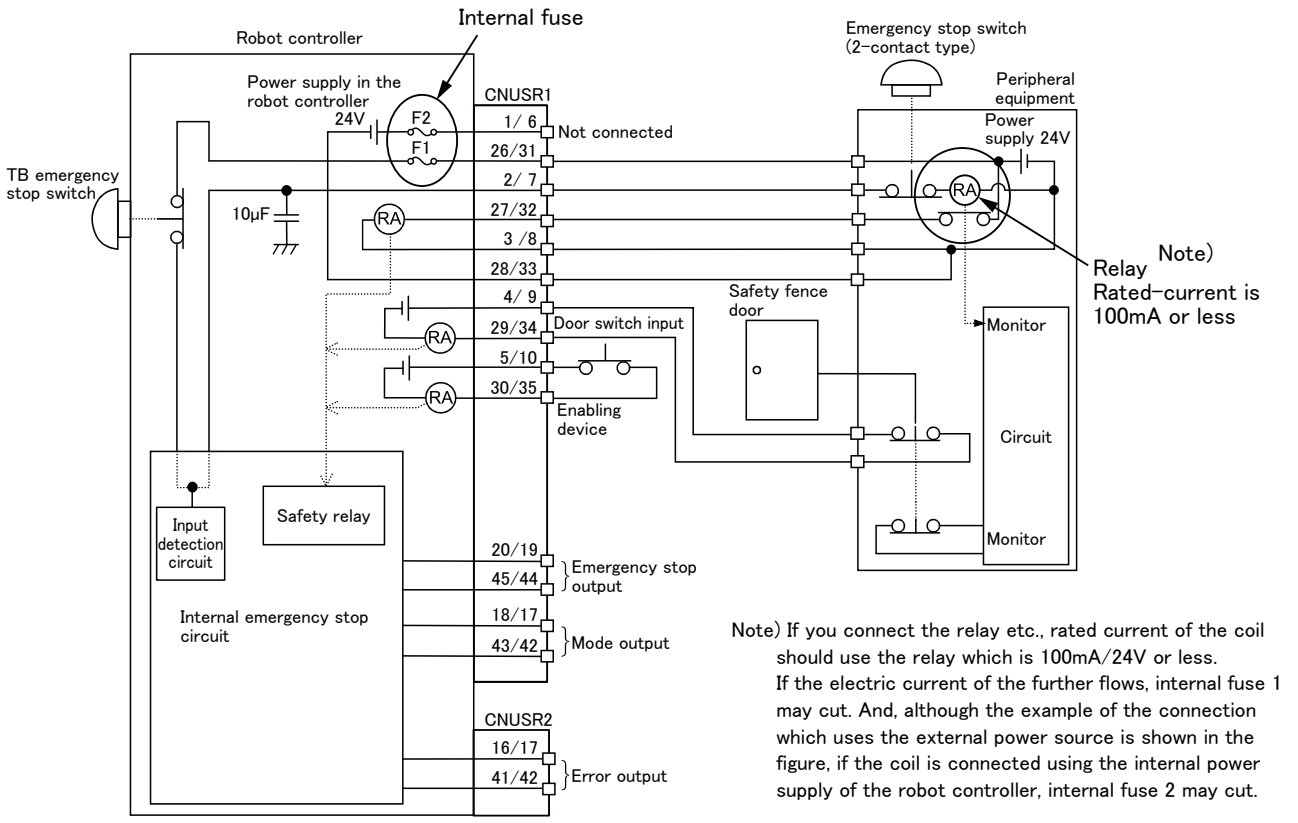 Internal fuse
Robot controller
Emergency stop switch
(2-contact type)
Power supply in the
robot controller
24V
F2
F1
CNUSR1
1/ 6
Not connected
26/31
2/ 7
27/32
3 /8
28/33
4/ 9
29/34
5/10
30/35
Peripheral
equipment
Power
supply 24V
TB emergency
stop switch
10μF
RA
RA
RA
RA
Note)
Relay
Rated-current is
100mA or less
Safety fence
door
Door switch input
Enabling
device
Monitor
Circuit
Monitor
Safety relay
Input
detection
circuit
Internal emergency stop
circuit
20/19
45/44
Emergency stop
output
18/17
43/42
Mode output
CNUSR2
16/17
41/42
Error output
Note) If you connect the relay etc., rated current of the coil
should use the relay which is 100mA/24V or less.
If the electric current of the further flows, internal fuse 1
may cut. And, although the example of the connection
which uses the external power source is shown in the
figure, if the coil is connected using the internal power
supply of the robot controller, internal fuse 2 may cut.